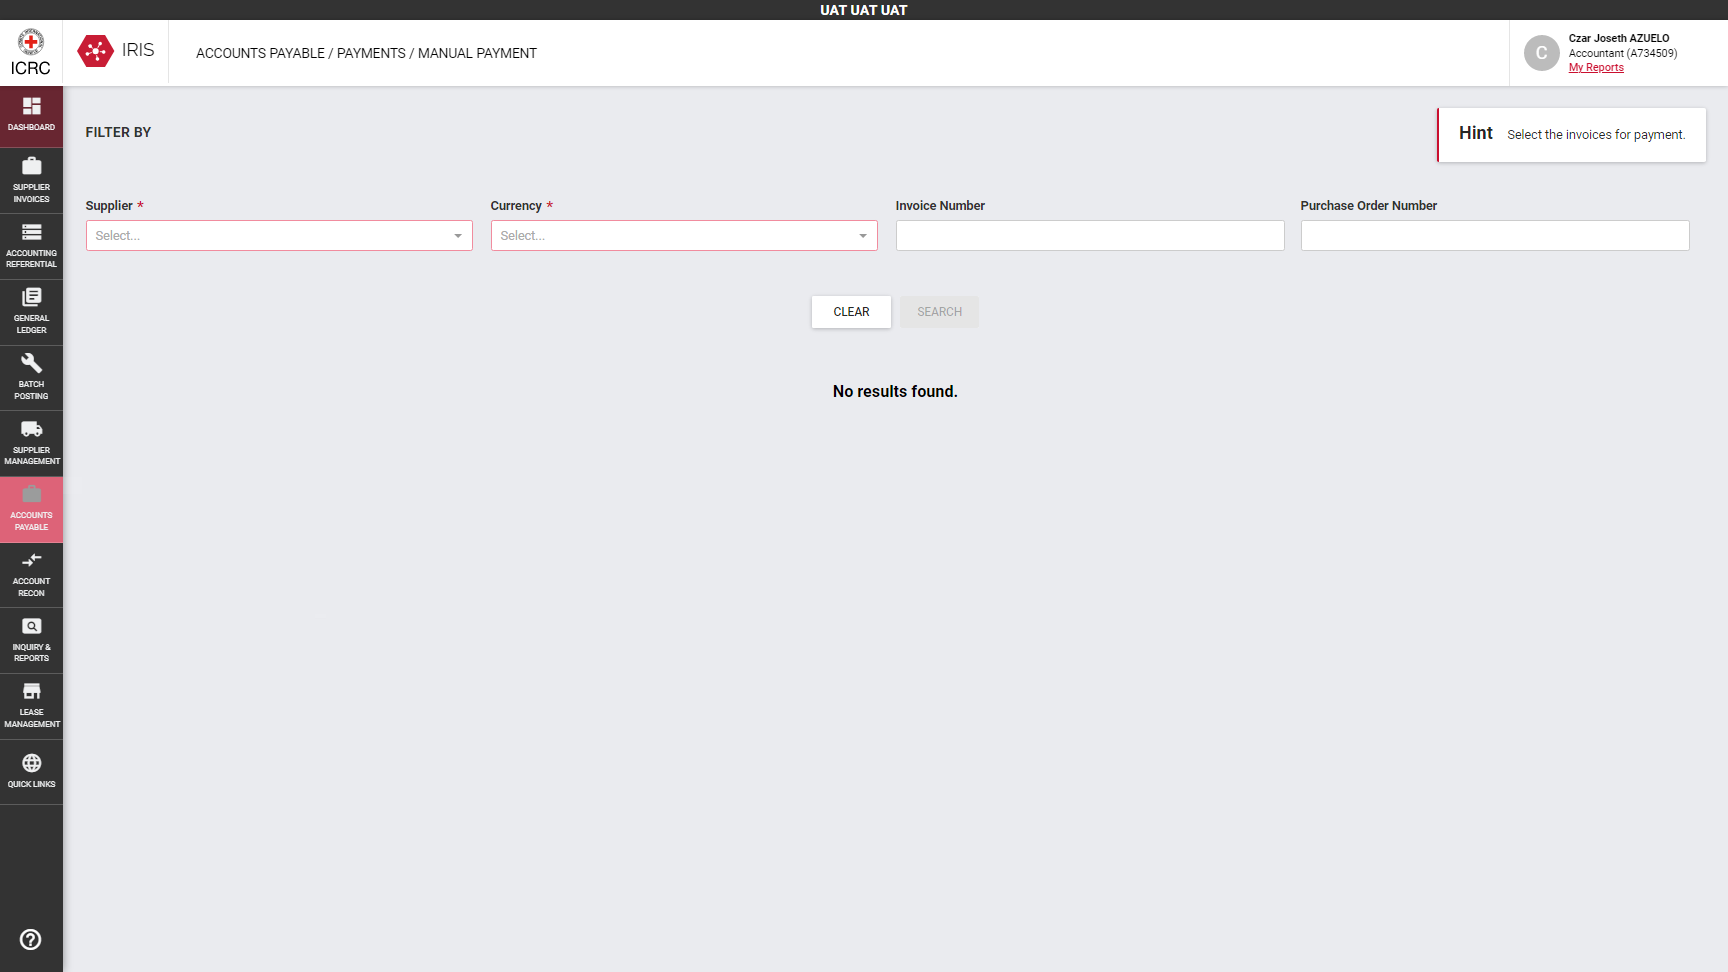 UAT UAT UAT
ICRC
IRIS
ACCOUNTS PAYABLE / PAYMENTS / MANUAL PAYMENT
C
Czar Joseth AZUELO
Accountant (A734509)
My Reports
DASHBOARD
SUPPLIER
INVOICES
ACCOUNTING
REFERENTIAL
GENERAL
LEDGER
BATCH
POSTING
SUPPLIER
MANAGEMENT
ACCOUNTS
PAYABLE
ACCOUNT
RECON
INQUIRY &
REPORTS
LEASE
MANAGEMENT
QUICK LINKS
FILTER BY
Hint Select the invoices for payment.
Supplier * Currency * Invoice Number Purchase Order Number
Select... Select...
CLEAR SEARCH
No results found.